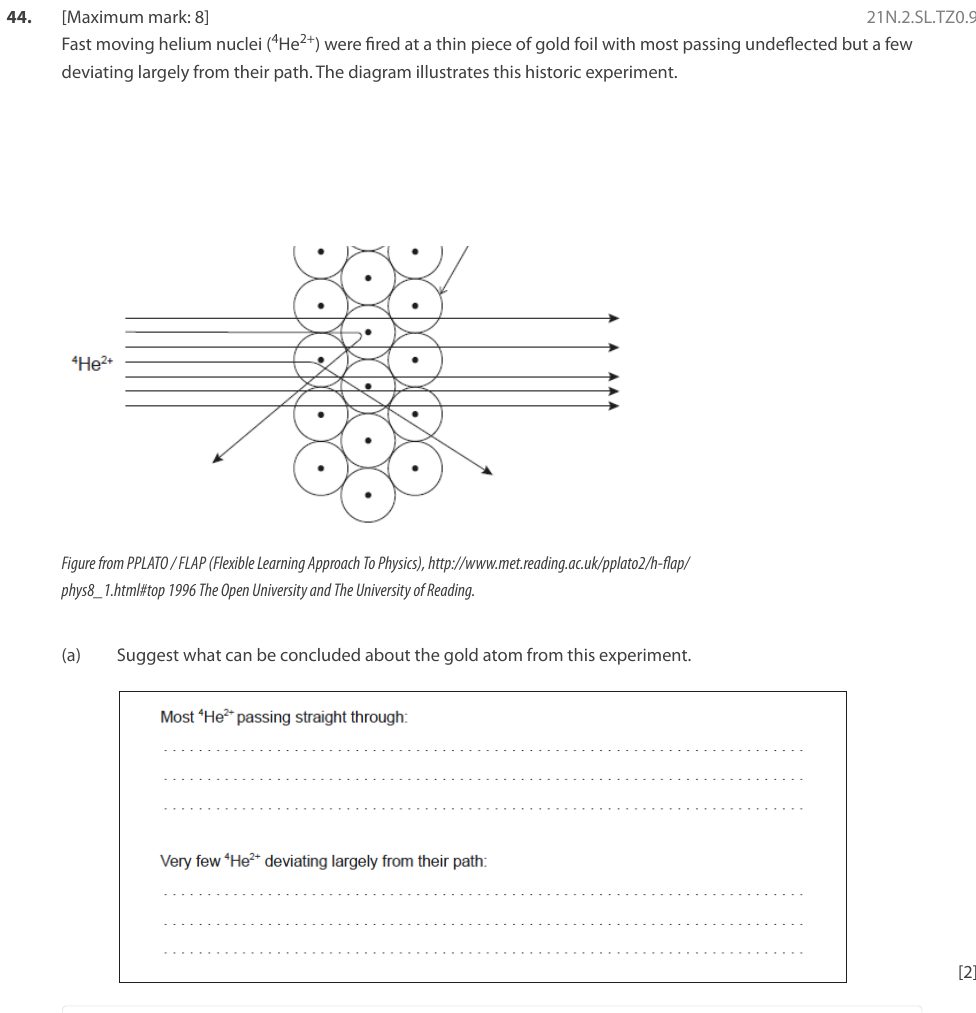 44. [Maximum mark: 8] 21N.2.SL.TZ0.9
Fast moving helium nuclei (⁴He²⁺) were fired at a thin piece of gold foil with most passing undeflected but a few
deviating largely from their path. The diagram illustrates this historic experiment.
⁴He²⁺
Figure from PPLATO / FLAP (Flexible Learning Approach To Physics), http://www.met.reading.ac.uk/pplato2/h-flap/
phys8_1.html#top 1996 The Open University and The University of Reading.
(a) Suggest what can be concluded about the gold atom from this experiment.
Most ⁴He²⁺ passing straight through:
Very few ⁴He²⁺ deviating largely from their path:
[2]